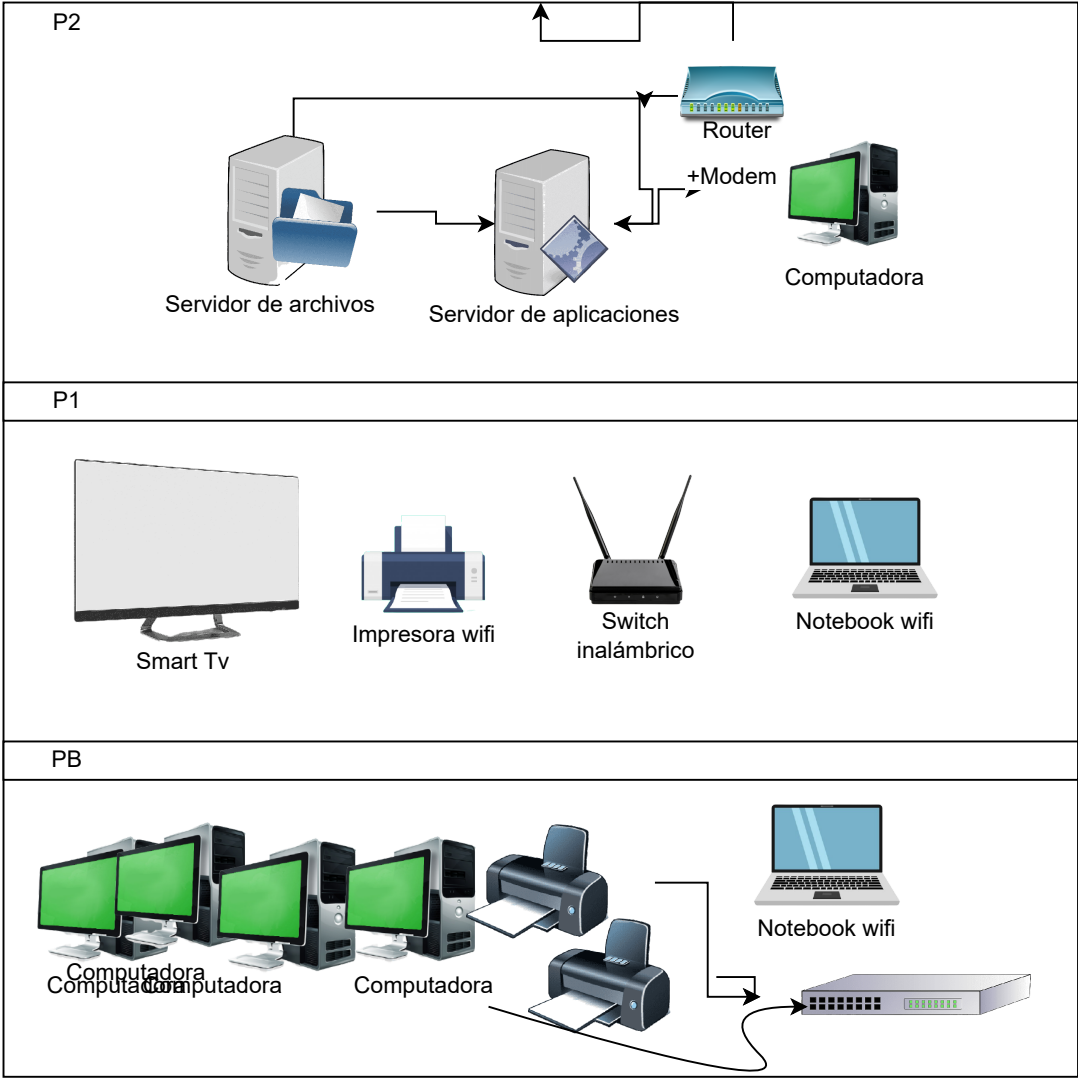 P2
Router
+Modem
Computadora
Servidor de archivos
Servidor de aplicaciones
P1
Smart Tv
Impresora wifi
Switch
inalámbrico
Notebook wifi
PB
Notebook wifi
Computadora
Computadora
Computadora
Computadora